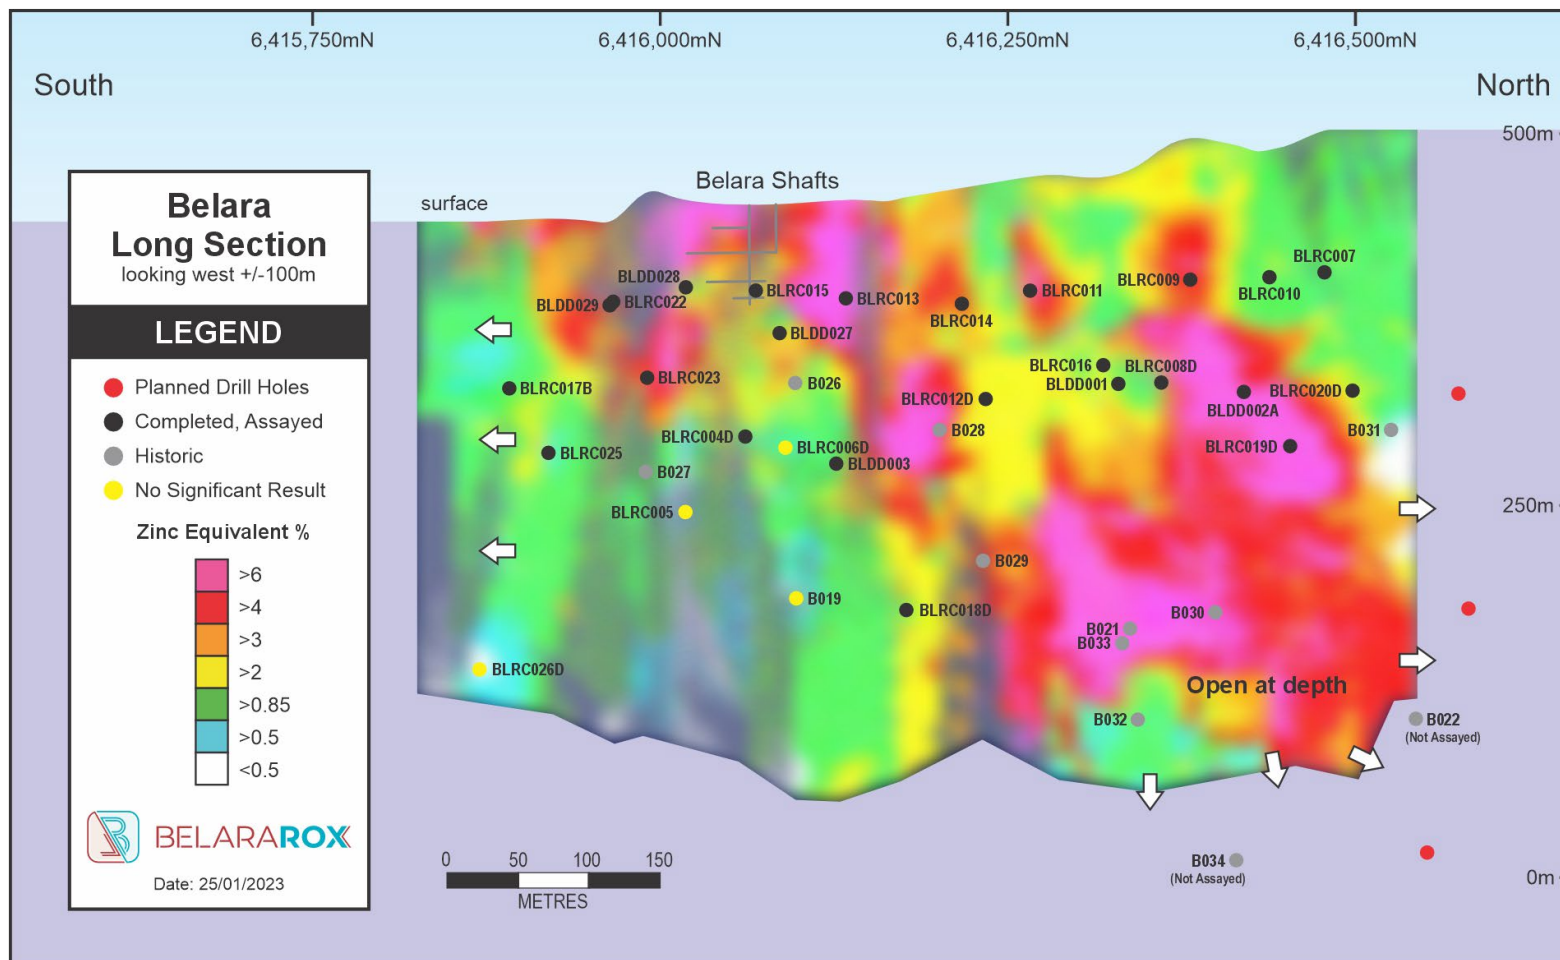 6,415,750mN
6,416,000mN
6,416,250mN
6,416,500mN
South
North
500m
Belara Shafts
surface
Belara
Long Section
looking west +/-100m
LEGEND
Planned Drill Holes
Completed, Assayed
Historic
No Significant Result
Zinc Equivalent %
>6
>4
>3
>2
>0.85
>0.5
<0.5
BELARAROX
Date: 25/01/2023
BLRC007
BLDD028
BLRC009
BLRC010
BLRC015
BLRC011
BLDD029
BLRC022
BLRC013
BLRC014
BLDD027
BLRC016
BLRC008D
BLRC023
B026
BLDD001
BLRC017B
BLRC020D
BLRC012D
BLDD002A
B028
B031
BLRC004D
BLRC006D
BLRC019D
BLRC025
BLDD003
B027
250m
BLRC005
B029
B019
BLRC018D
B030
B021
B033
BLRC026D
Open at depth
B032
B022
(Not Assayed)
B034
(Not Assayed)
0m
0 50 100 150
METRES